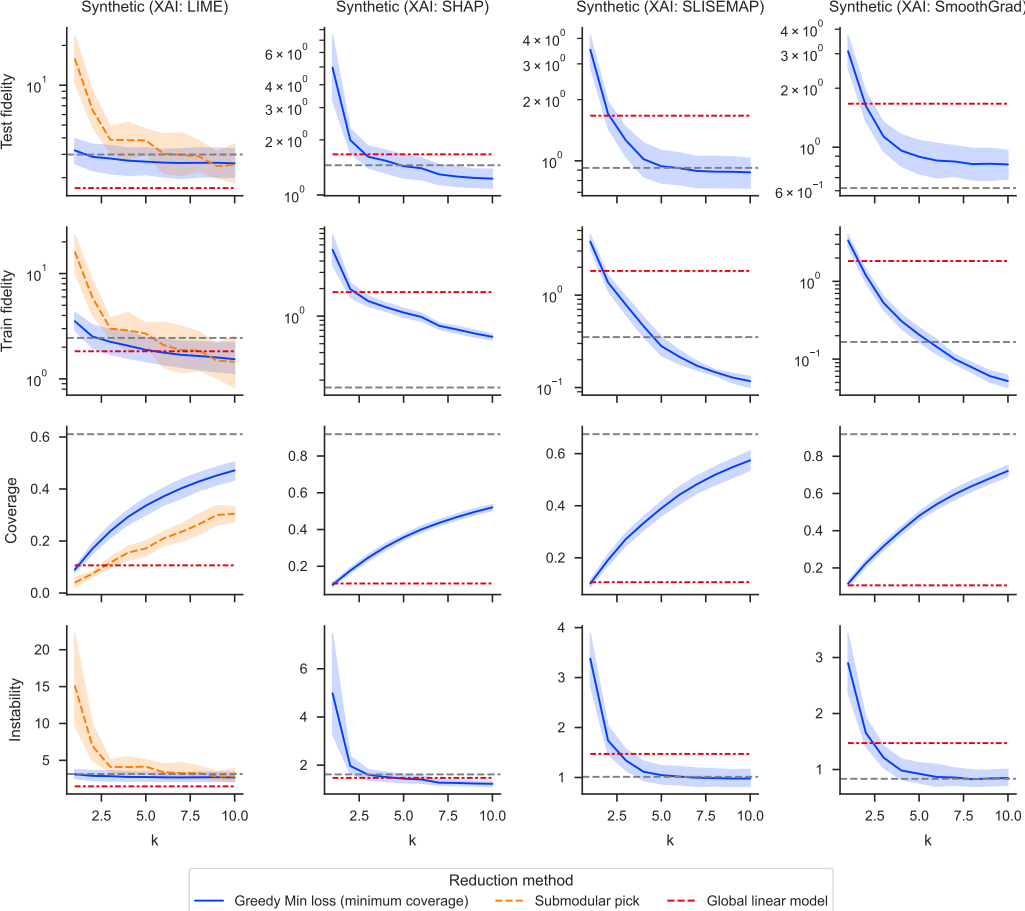 Synthetic (XAI: LIME)
Synthetic (XAI: SHAP)
Synthetic (XAI: SLISEMAP)
Synthetic (XAI: SmoothGrad)
Test fidelity
10¹
6 × 10⁰
4 × 10⁰
3 × 10⁰
2 × 10⁰
10⁰
4 × 10⁰
3 × 10⁰
2 × 10⁰
10⁰
4 × 10⁰
3 × 10⁰
2 × 10⁰
10⁰
6 × 10⁻¹
Train fidelity
10¹
10⁰
10⁰
10⁰
10⁻¹
10⁰
10⁻¹
Coverage
0.6
0.4
0.2
0.0
0.8
0.6
0.4
0.2
0.6
0.4
0.2
0.8
0.6
0.4
0.2
Instability
20
15
10
5
6
4
2
4
3
2
1
3
2
1
2.5 5.0 7.5 10.0
2.5 5.0 7.5 10.0
2.5 5.0 7.5 10.0
2.5 5.0 7.5 10.0
k
k
k
k
Reduction method
Greedy Min loss (minimum coverage)
Submodular pick
Global linear model